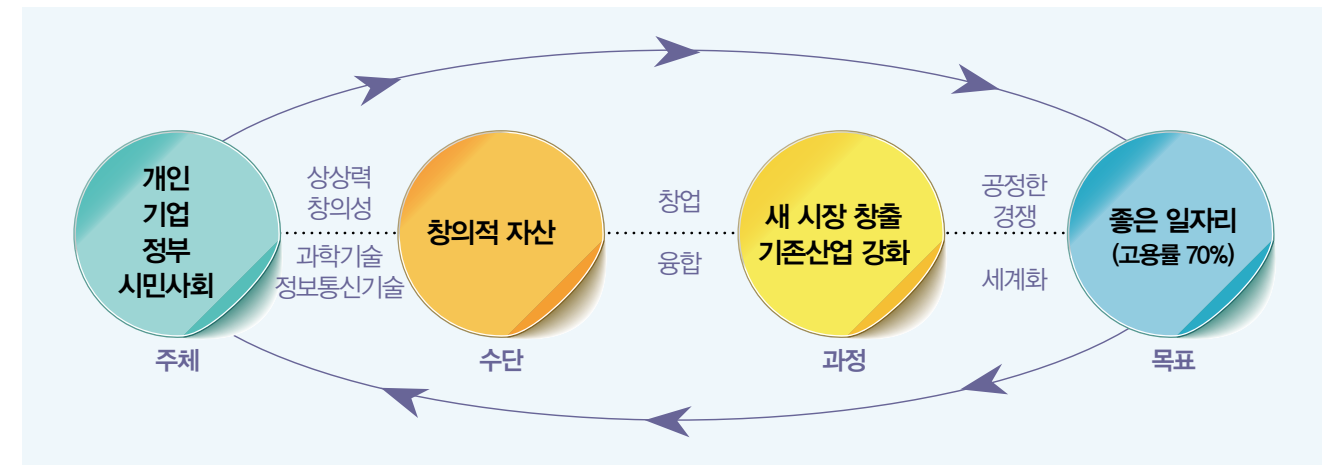 개인
기업
정부
시민사회
주체
상상력
창의성
과학기술
정보통신기술
창의적 자산
수단
창업
융합
새 시장 창출
기존산업 강화
과정
공정한
경쟁
세계화
좋은 일자리
(고용률 70%)
목표